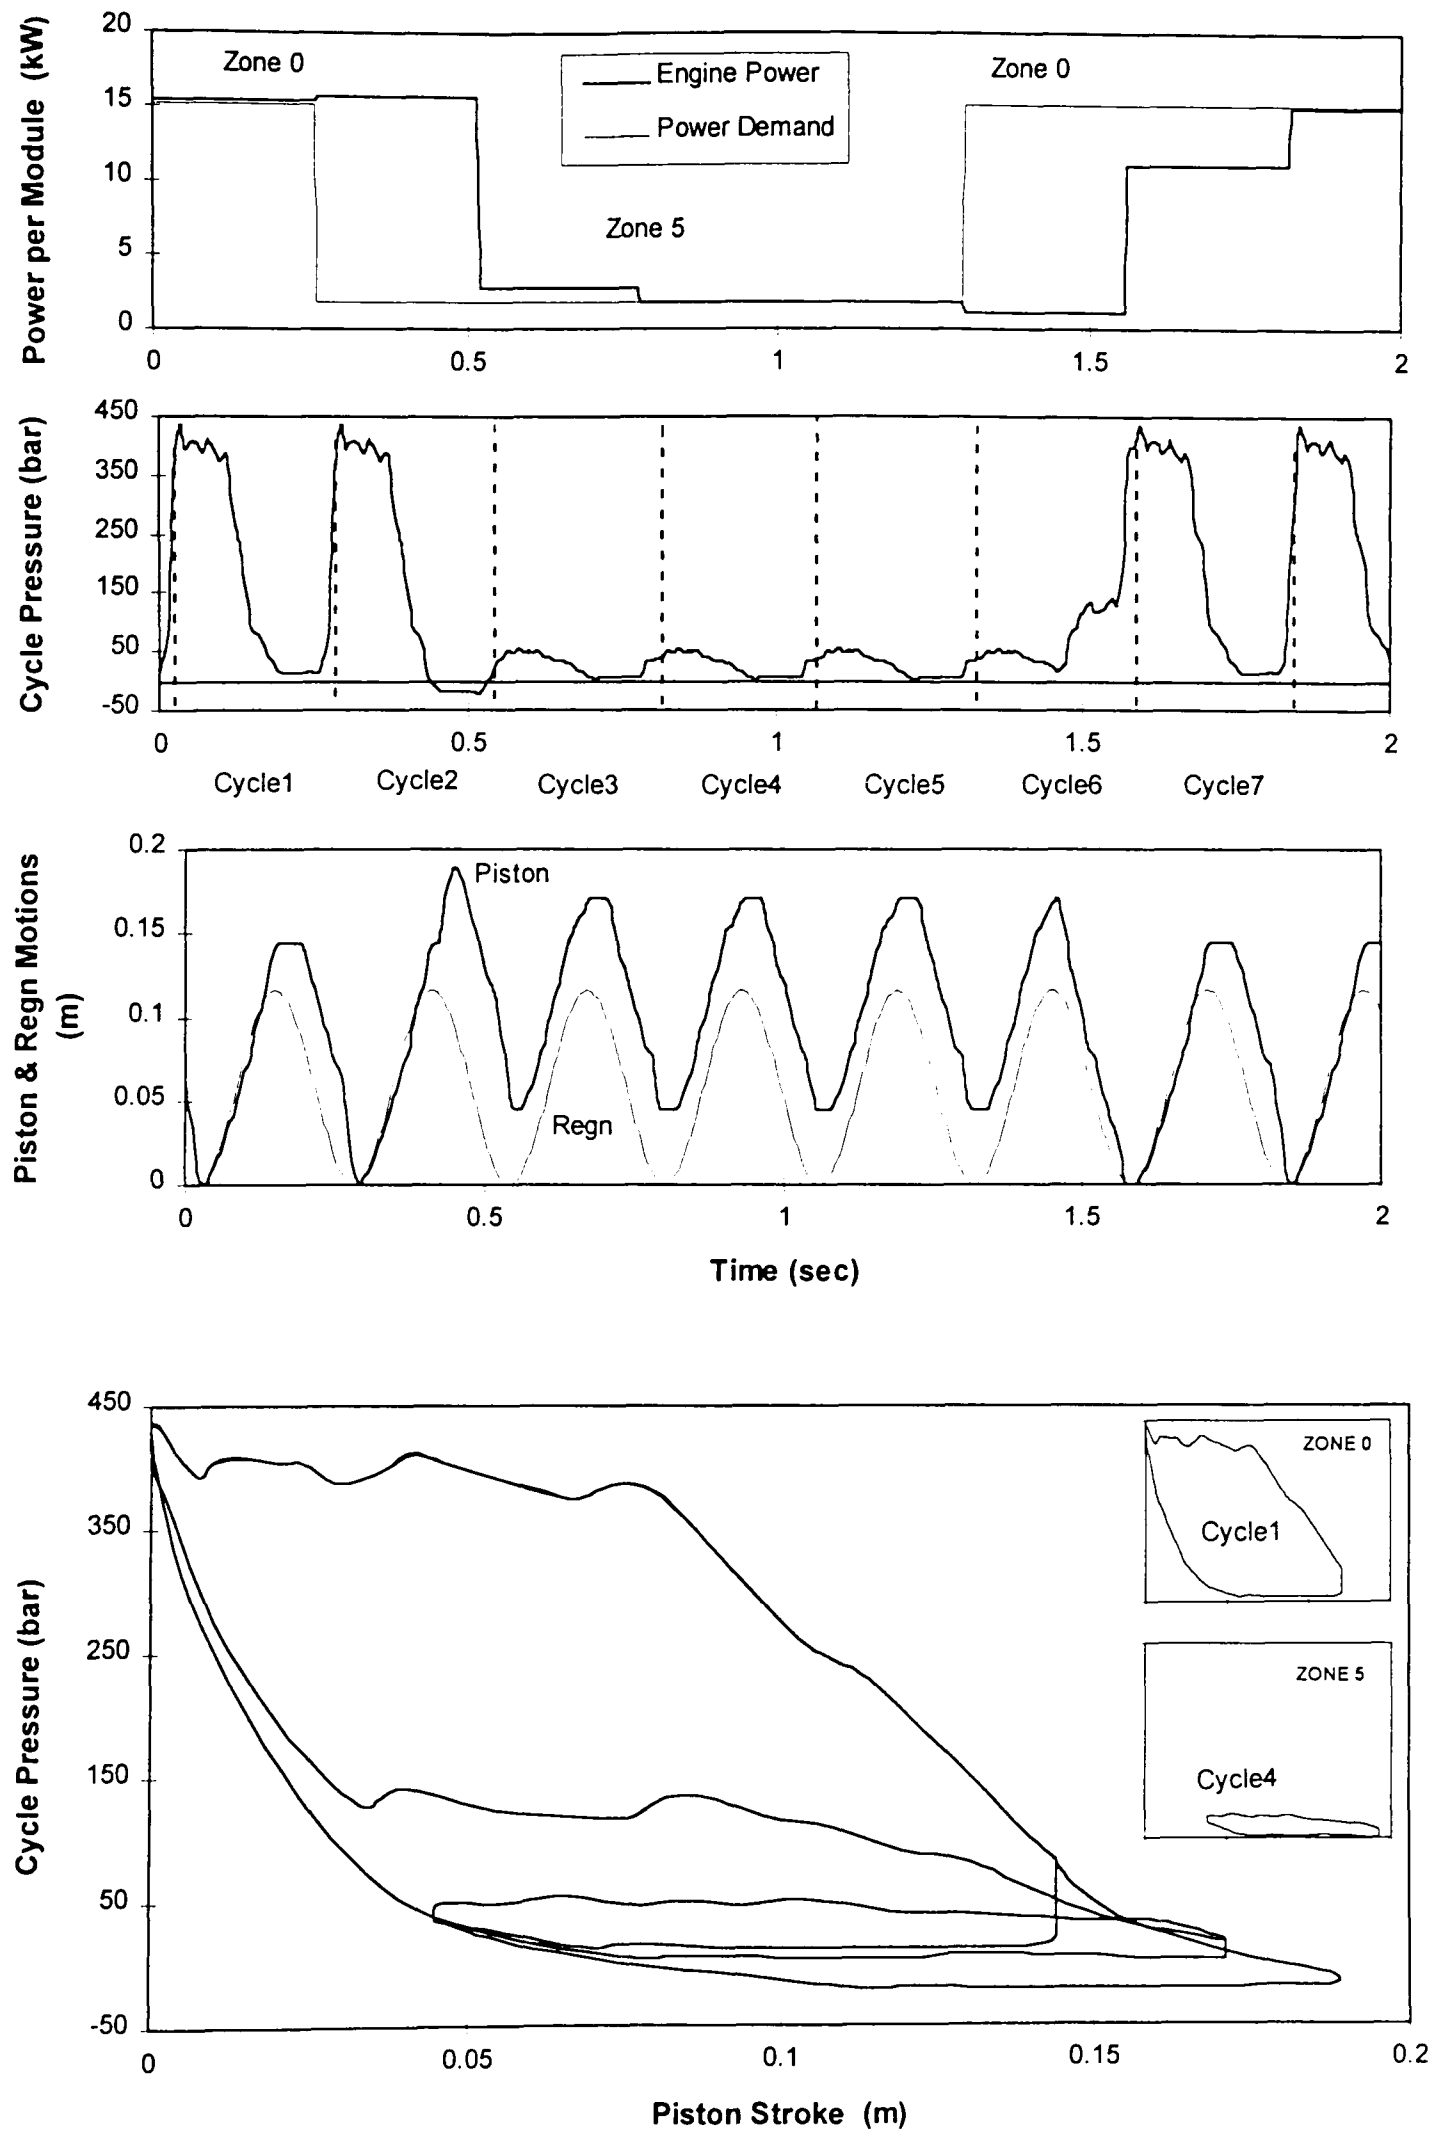 Power per Module (kW)
20
15
10
5
0
Zone 0
Engine Power
Power Demand
Zone 0
Zone 5
0 0.5 1 1.5 2
Cycle Pressure (bar)
450
350
250
150
50
-50
0 0.5 1 1.5 2
Cycle1 Cycle2 Cycle3 Cycle4 Cycle5 Cycle6 Cycle7
Piston & Regn Motions
(m)
0.2
0.15
0.1
0.05
0
Piston
Regn
0 0.5 1 1.5 2
Time (sec)
Cycle Pressure (bar)
450
350
250
150
50
-50
ZONE 0
Cycle1
ZONE 5
Cycle4
0 0.05 0.1 0.15 0.2
Piston Stroke (m)